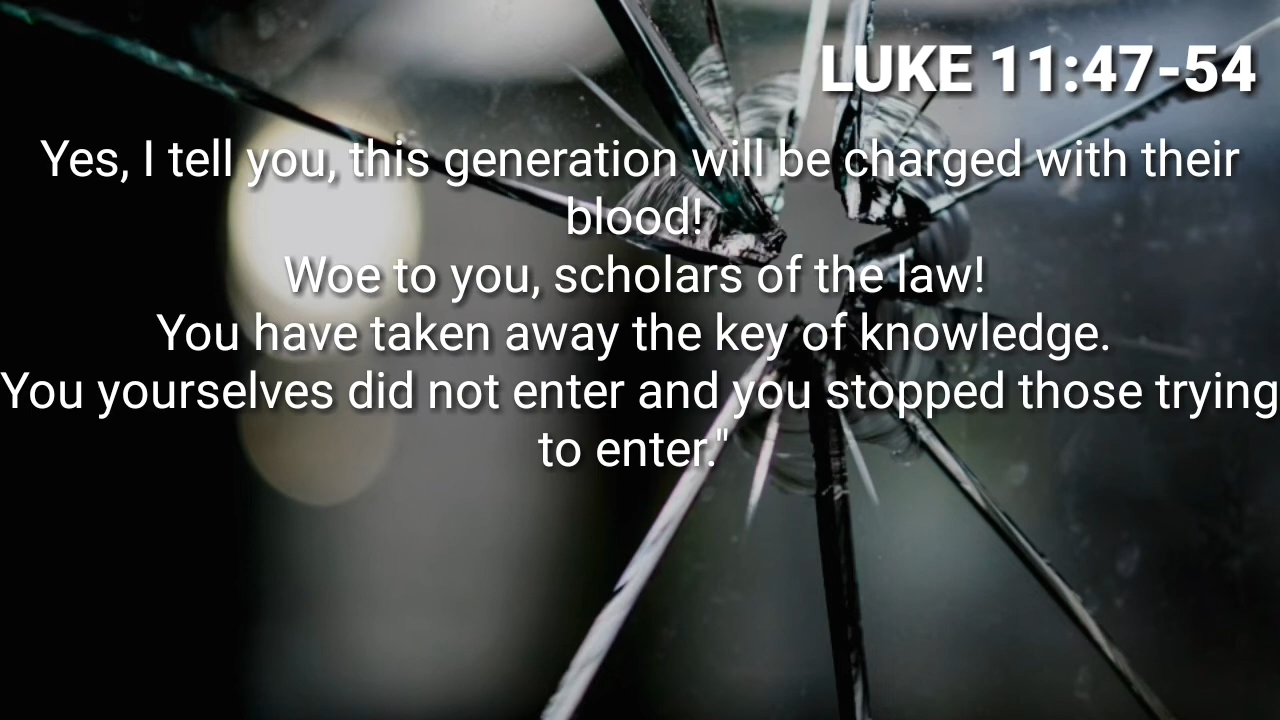 LUKE 11:47-54
Yes, I tell you, this generation will be charged with their
blood!
Woe to you, scholars of the law!
You have taken away the key of knowledge.
You yourselves did not enter and you stopped those trying
to enter."